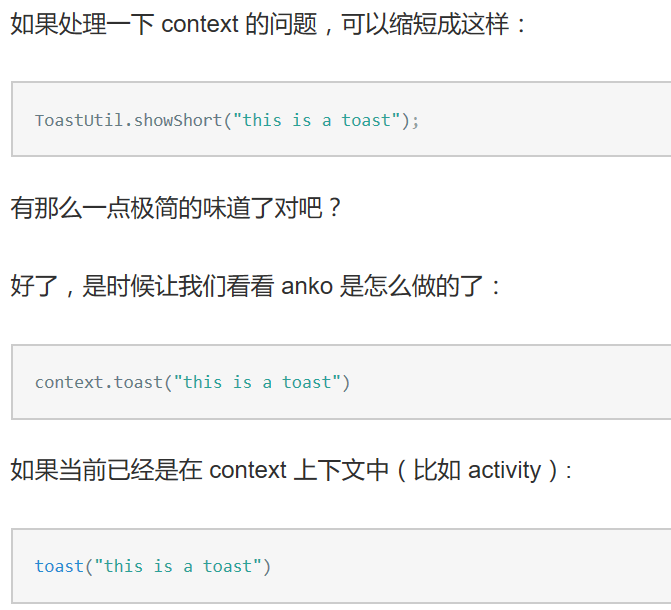 如果处理一下 context 的问题，可以缩短成这样：
ToastUtil.showShort("this is a toast");
有那么一点极简的味道了对吧？
好了，是时候让我们看看 anko 是怎么做的了：
context.toast("this is a toast")
如果当前已经是在 context 上下文中（比如 activity）:
toast("this is a toast")